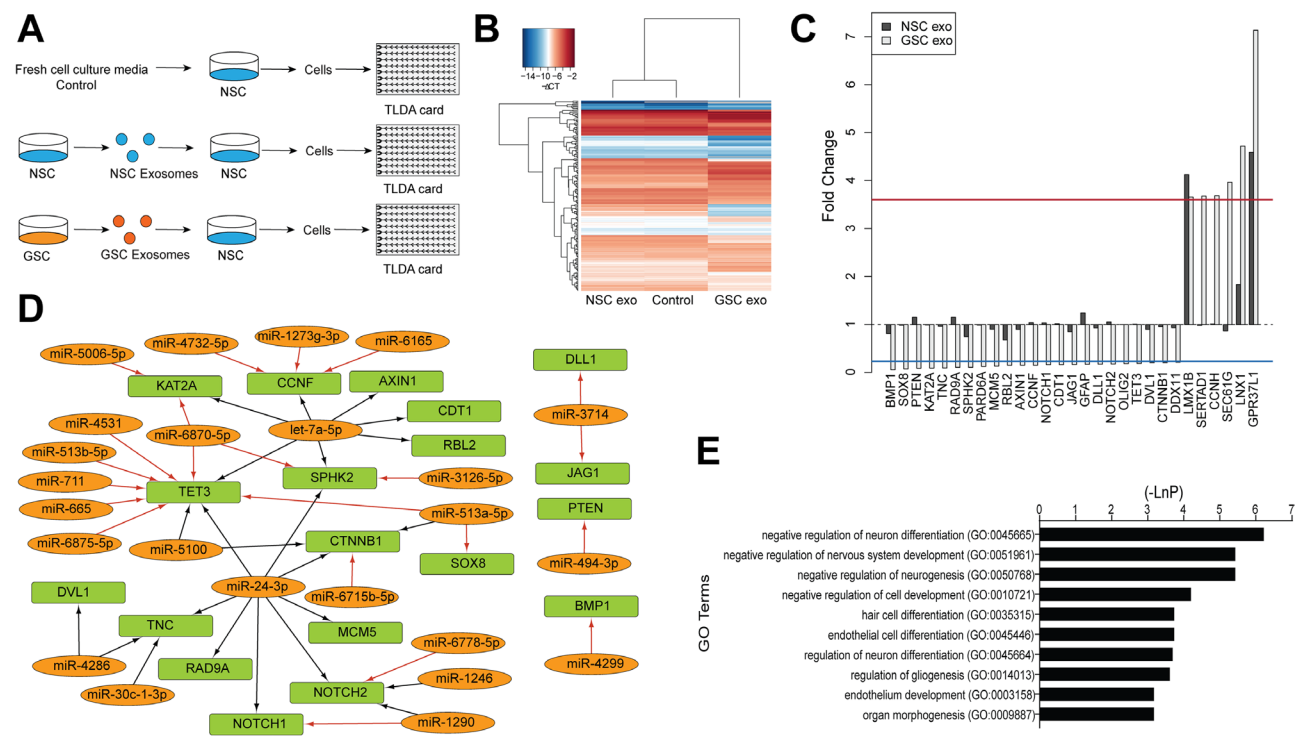 A
Fresh cell culture media
Control
NSC
Cells
TLDA card
NSC
NSC Exosomes
NSC
Cells
TLDA card
GSC
GSC Exosomes
NSC
Cells
TLDA card
B
-14 -10 -6 -2
-ΔCT
NSC exo
Control
GSC exo
C
NSC exo
GSC exo
Fold Change
7
6
5
4
3
2
1
0
BMP1
SOX8
PTEN
KAT2A
TNC
RAD9A
SPHK2
PARD6A
MCM5
RBL2
AXIN1
CCNF
NOTCH1
CDT1
JAG1
GFAP
DLL1
NOTCH2
OLIG2
TET3
DVL1
CTNNB1
DDX11
LMX1B
SERTAD1
CCNH
SEC61G
LNX1
GPR37L1
D
miR-5006-5p
miR-4732-5p
miR-1273g-3p
miR-6165
KAT2A
CCNF
AXIN1
CDT1
RBL2
miR-4531
miR-6870-5p
let-7a-5p
miR-513b-5p
miR-711
miR-665
miR-6875-5p
TET3
SPHK2
miR-3126-5p
miR-513a-5p
miR-5100
CTNNB1
SOX8
miR-24-3p
miR-6715b-5p
DVL1
TNC
MCM5
miR-4286
RAD9A
miR-6778-5p
miR-30c-1-3p
NOTCH2
miR-1246
NOTCH1
miR-1290
DLL1
miR-3714
JAG1
PTEN
miR-494-3p
BMP1
miR-4299
E
(-LnP)
0 1 2 3 4 5 6 7
GO Terms
negative regulation of neuron differentiation (GO:0045665)
negative regulation of nervous system development (GO:0051961)
negative regulation of neurogenesis (GO:0050768)
negative regulation of cell development (GO:0010721)
hair cell differentiation (GO:0035315)
endothelial cell differentiation (GO:0045446)
regulation of neuron differentiation (GO:0045664)
regulation of gliogenesis (GO:0014013)
endothelium development (GO:0003158)
organ morphogenesis (GO:0009887)